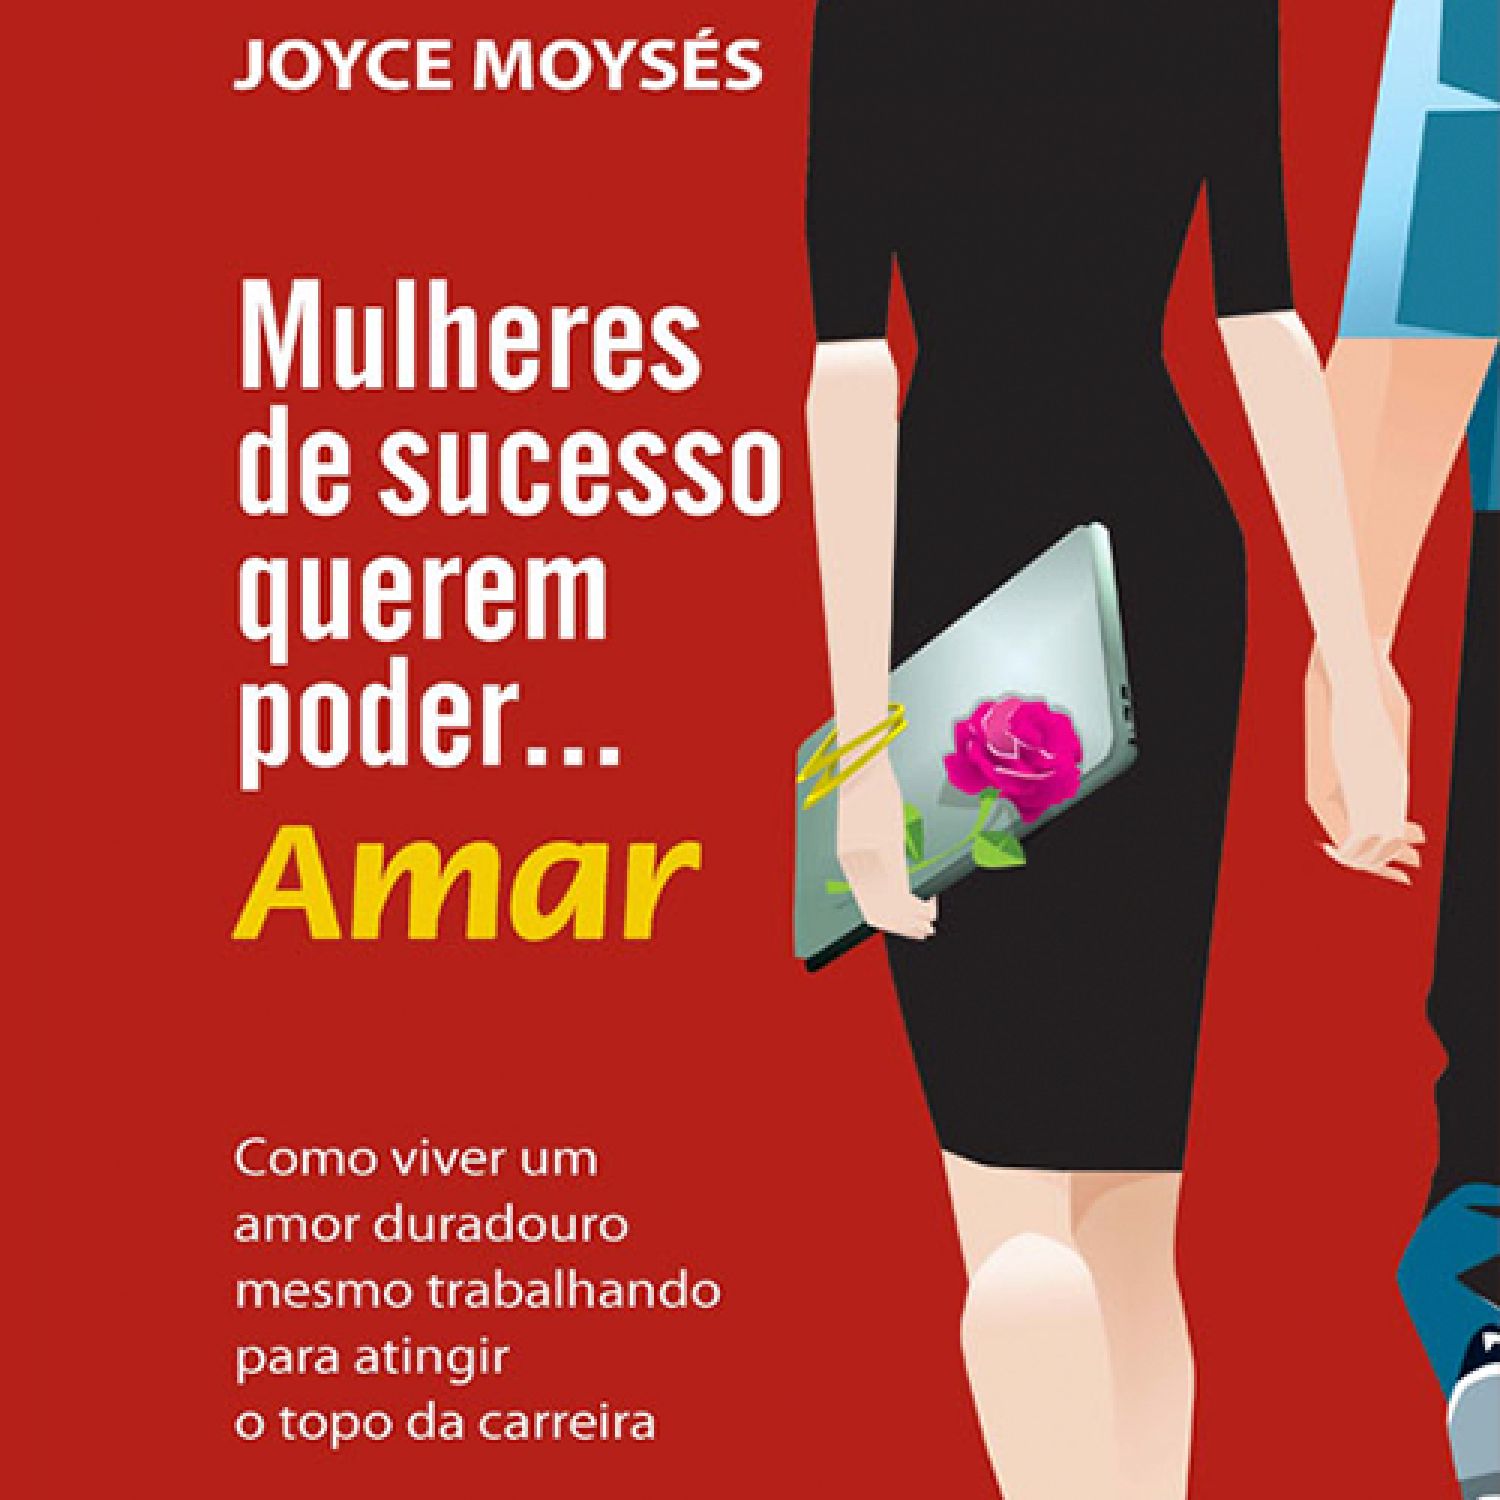 JOYCE MOYSÉS
Mulheres
de sucesso
querem
poder...
Amar
Como viver um
amor duradouro
mesmo trabalhando
para atingir
o topo da carreira